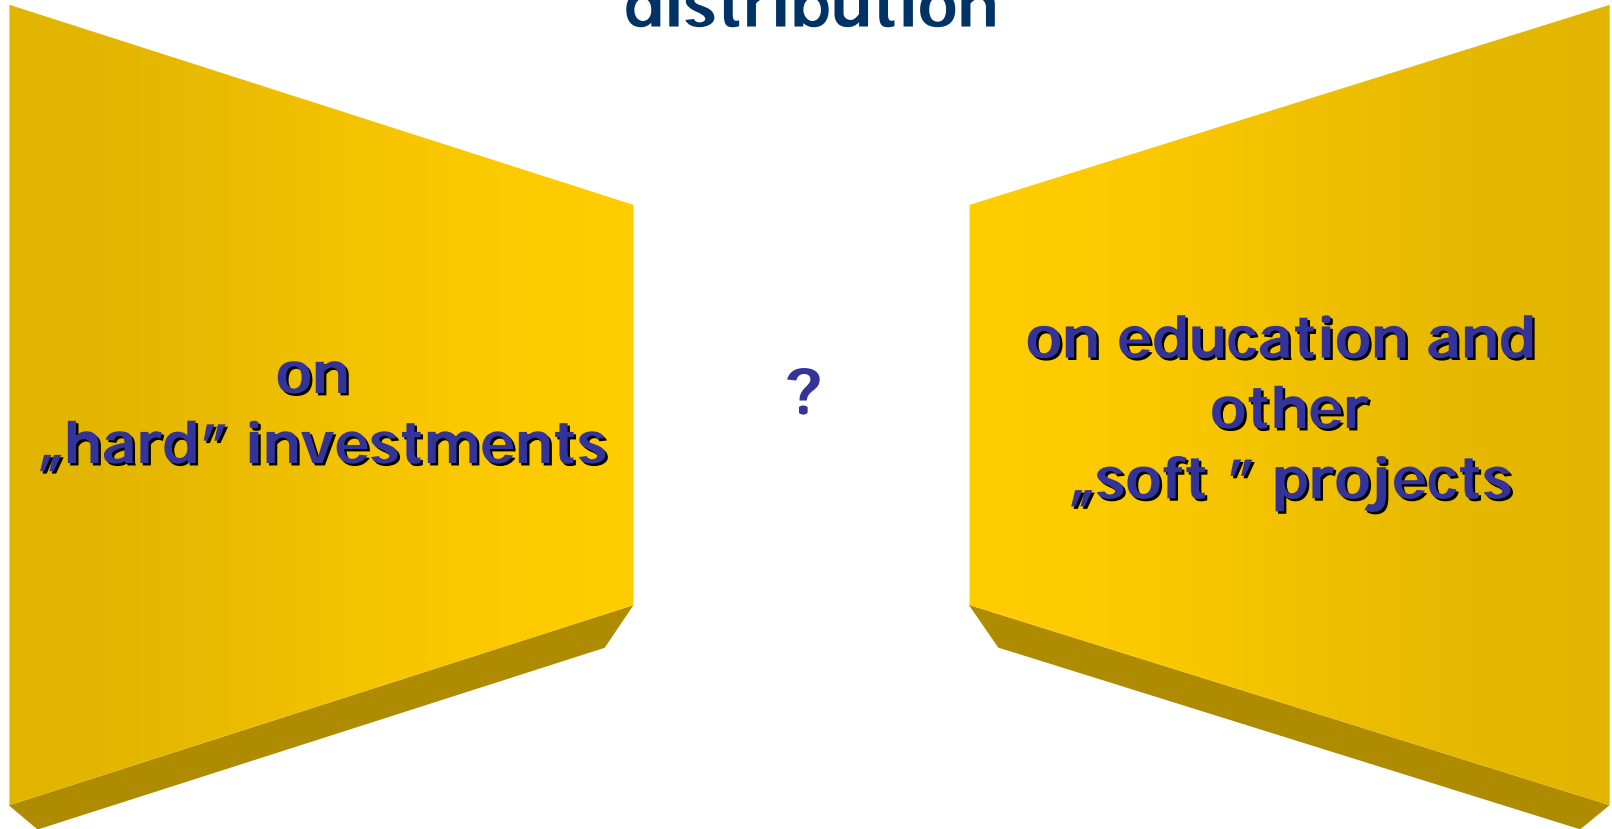 distribution
on
„hard” investments
?
on education and
other
„soft ” projects